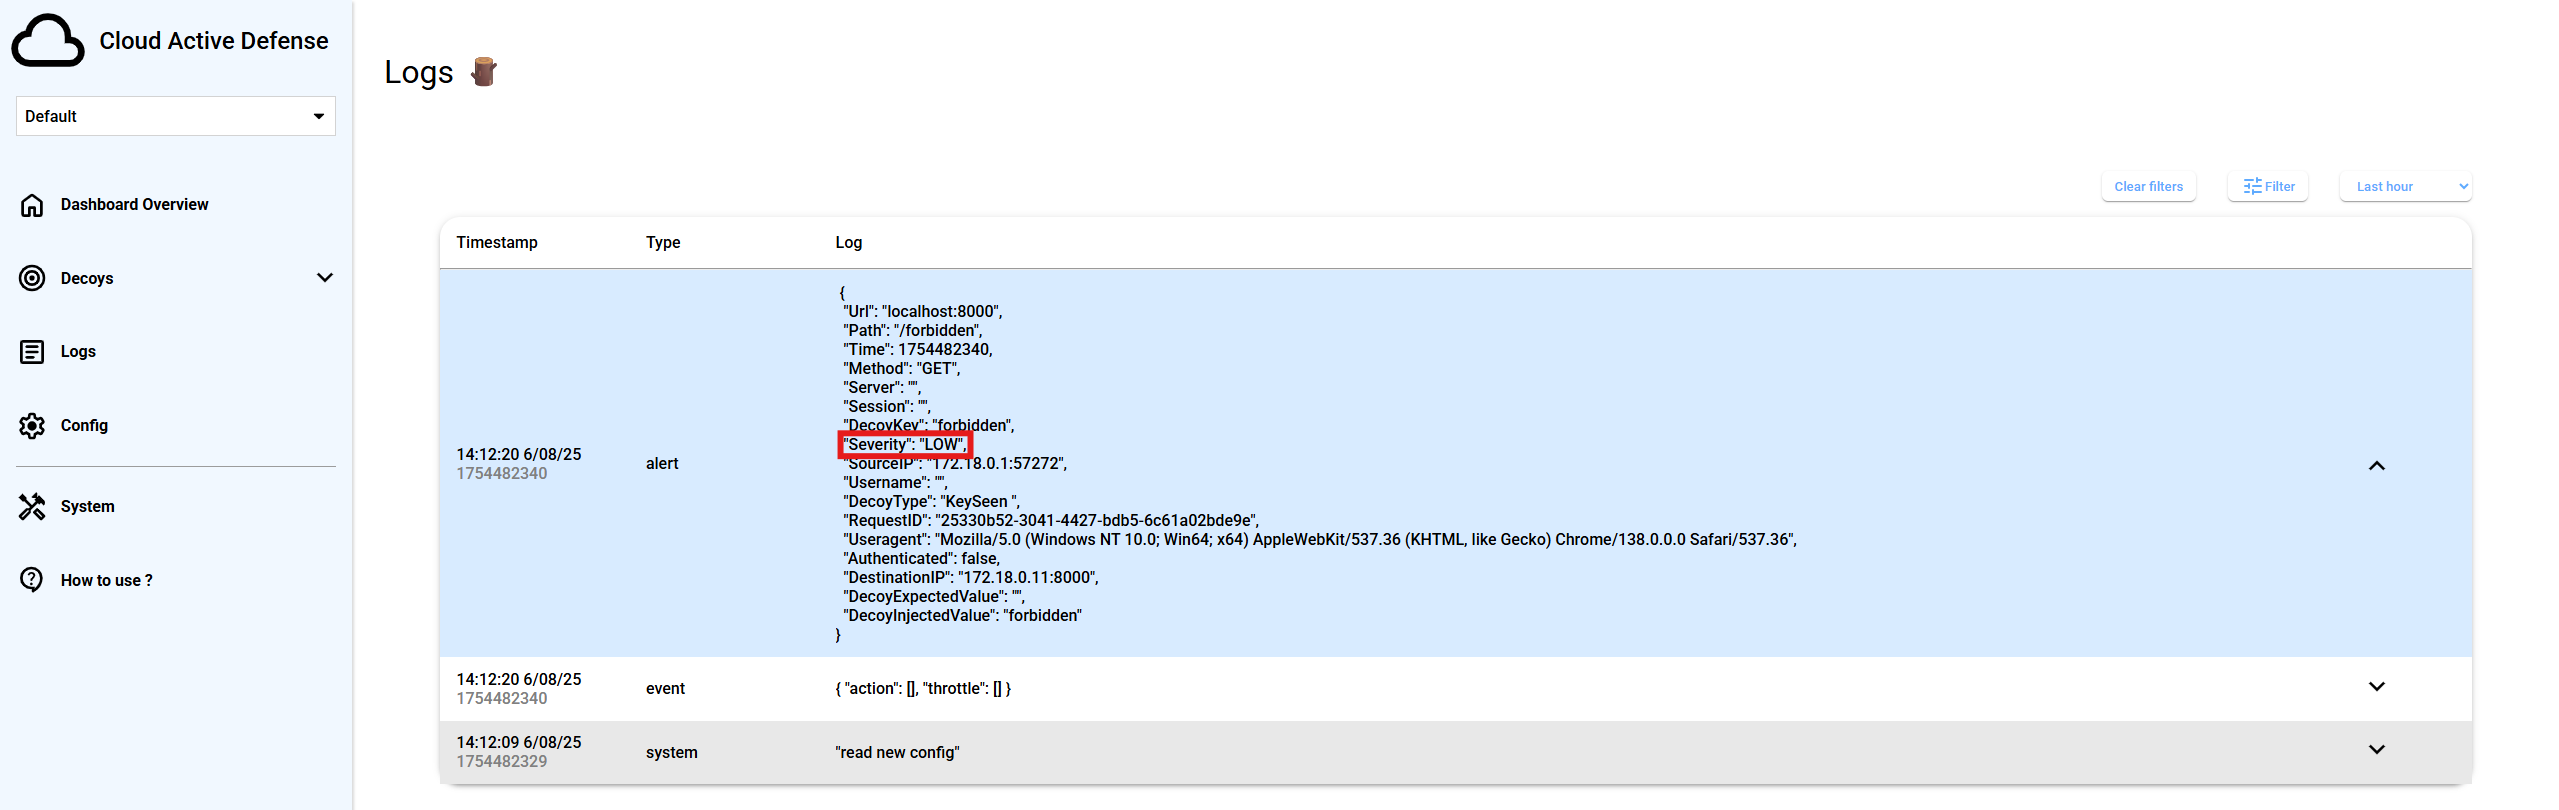 Cloud Active Defense
Default
Dashboard Overview
Decoys
Logs
Config
System
How to use ?
Logs
Clear filters
Filter
Last hour
Timestamp Type Log
{
"Url": "localhost:8000",
"Path": "/forbidden",
"Time": 1754482340,
"Method": "GET",
"Server": "",
"Session": "",
"DecoyKey": "forbidden",
"Severity": "LOW",
"SourceIP": "172.18.0.1:57272",
"Username": "",
"DecoyType": "KeySeen ",
"RequestID": "25330b52-3041-4427-bdb5-6c61a02bde9e",
"Useragent": "Mozilla/5.0 (Windows NT 10.0; Win64; x64) AppleWebKit/537.36 (KHTML, like Gecko) Chrome/138.0.0.0 Safari/537.36",
"Authenticated": false,
"DestinationIP": "172.18.0.11:8000",
"DecoyExpectedValue": "",
"DecoyInjectedValue": "forbidden"
}
14:12:20 6/08/25
1754482340
alert
14:12:20 6/08/25
1754482340
event
{ "action": [], "throttle": [] }
14:12:09 6/08/25
1754482329
system
"read new config"